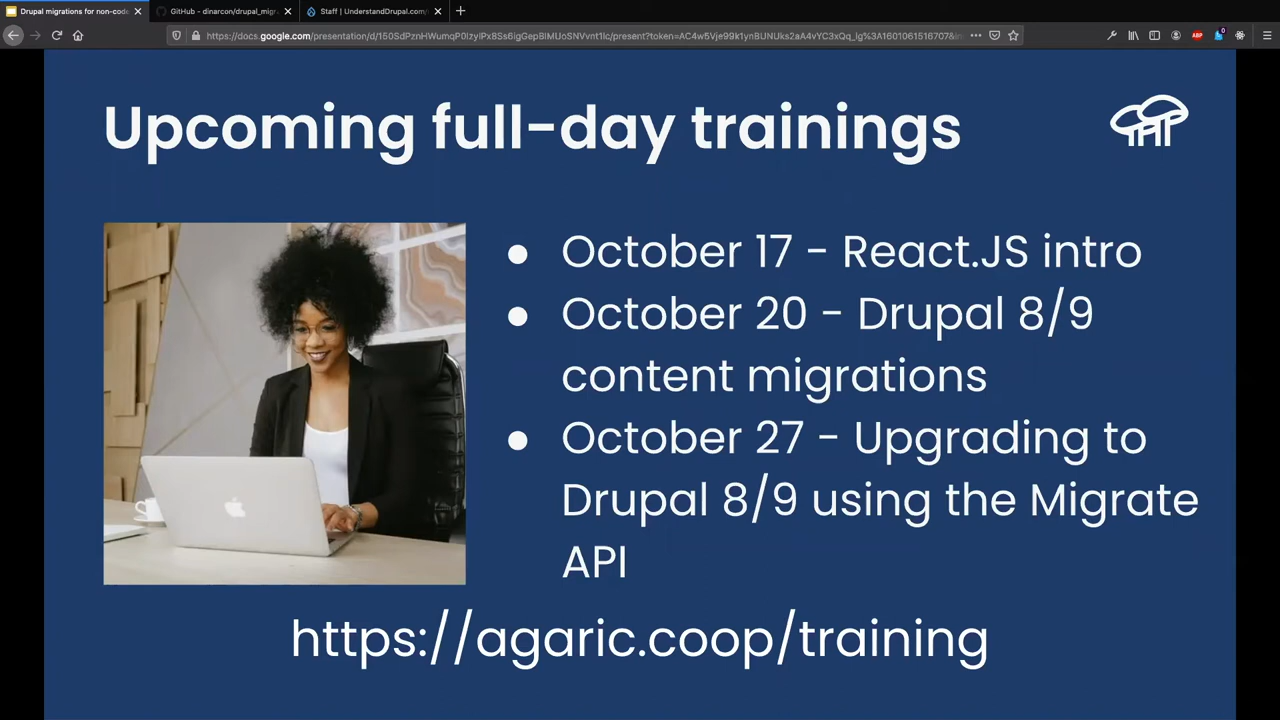 Drupal migrations for non-code
GitHub - dinarcon/drupal_migra
Staff | UnderstandDrupal.com/
Upcoming full-day trainings
● October 17 - React.JS intro
● October 20 - Drupal 8/9
content migrations
● October 27 - Upgrading to
Drupal 8/9 using the Migrate
API
https://agaric.coop/training